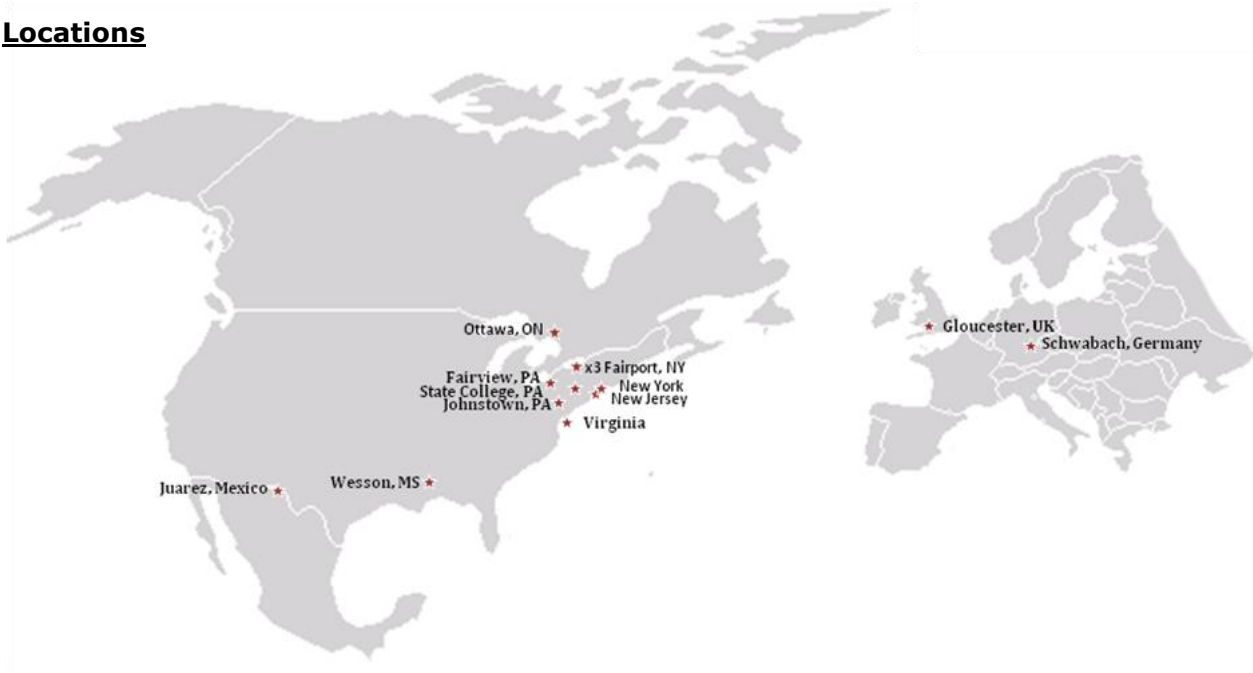 Locations
Ottawa, ON
x3 Fairport, NY
Fairview, PA
State College, PA
Johnstown, PA
New York
New Jersey
Virginia
Wesson, MS
Juarez, Mexico
Gloucester, UK
Schwabach, Germany